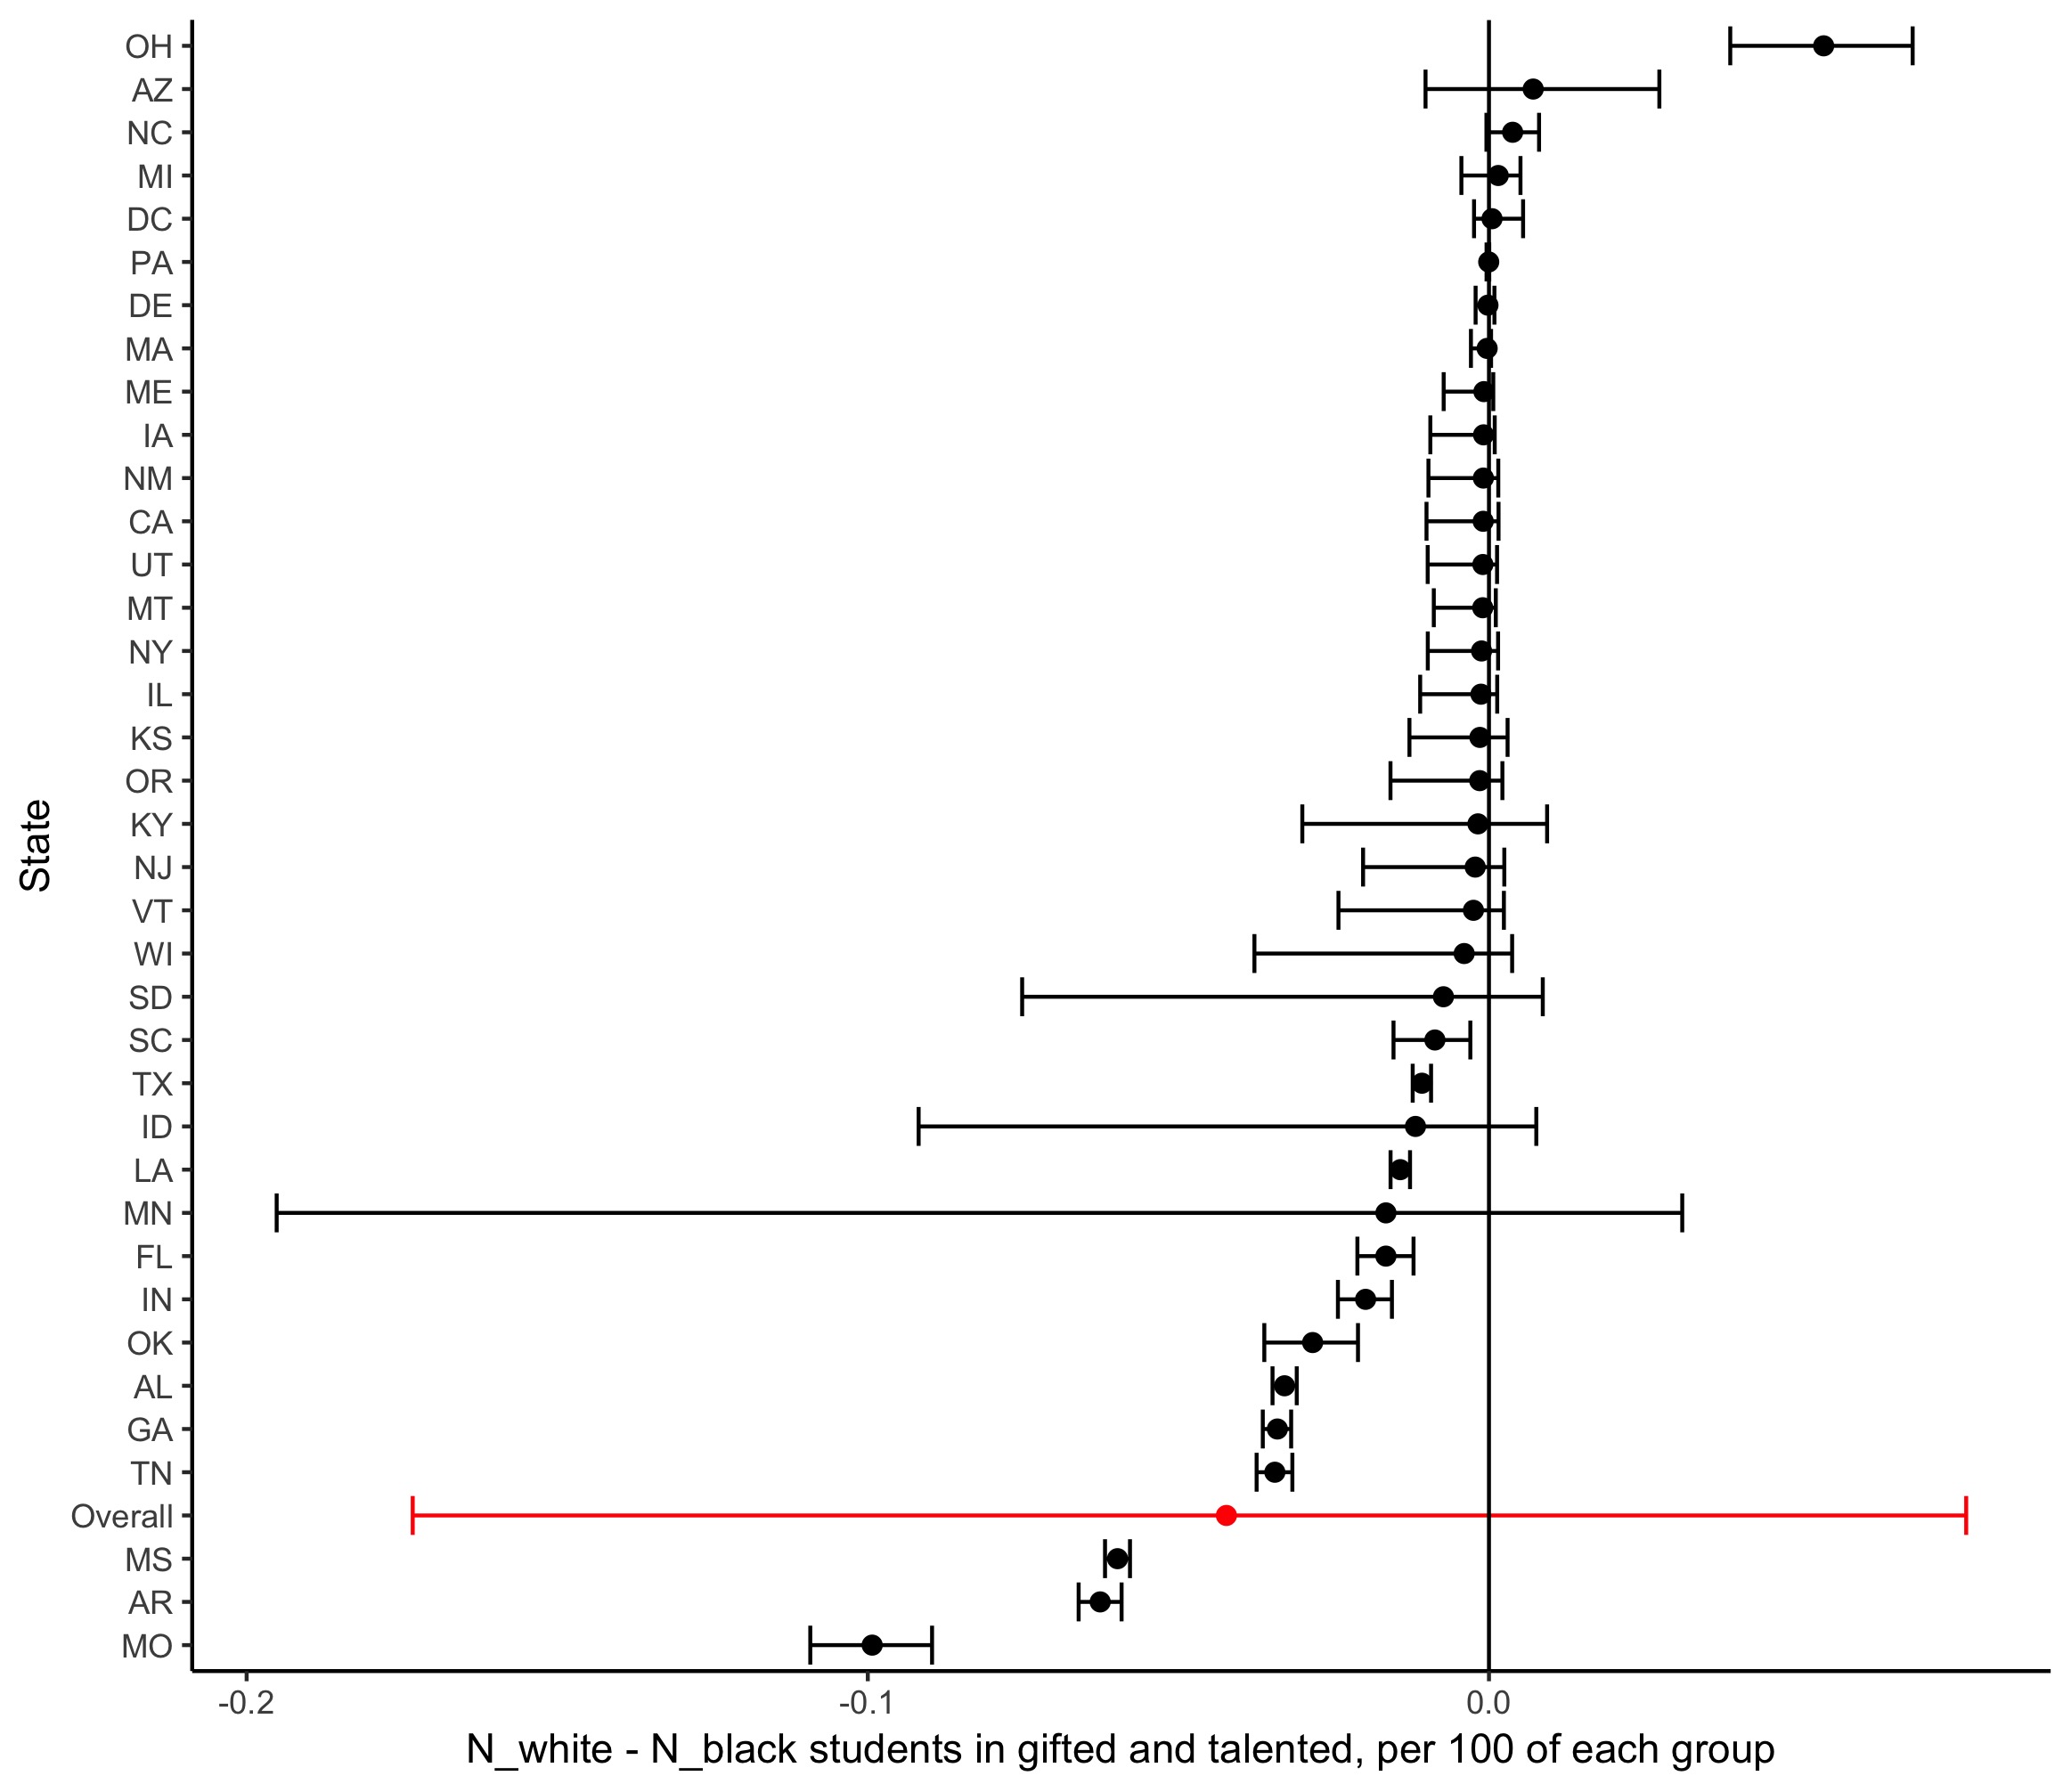 OH
AZ
NC
MI
DC
PA
DE
MA
ME
IA
NM
CA
UT
MT
NY
IL
KS
OR
KY
NJ
VT
WI
SD
SC
TX
ID
LA
MN
FL
IN
OK
AL
GA
TN
Overall
MS
AR
MO
State
-0.2 -0.1 0.0
N_white - N_black students in gifted and talented, per 100 of each group